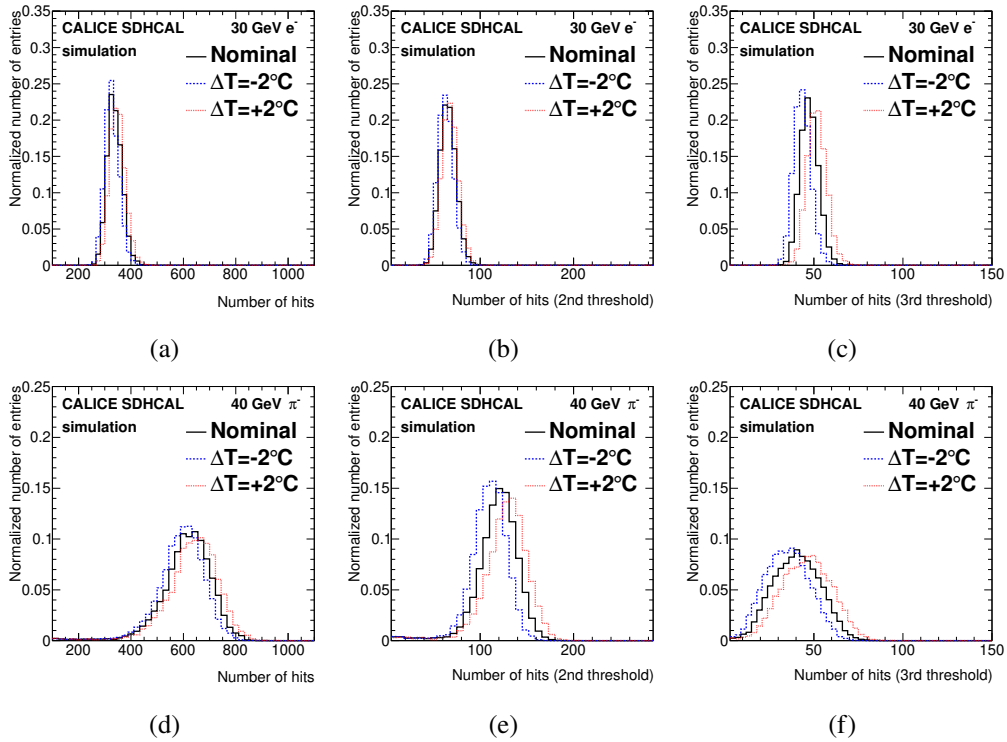 0.35
0.3
0.25
0.2
0.15
0.1
0.05
0
Normalized number of entries
CALICE SDHCAL 30 GeV e⁻
simulation
Nominal
ΔT=-2°C
ΔT=+2°C
200 400 600 800 1000
Number of hits
(a)
0.35
0.3
0.25
0.2
0.15
0.1
0.05
0
Normalized number of entries
CALICE SDHCAL 30 GeV e⁻
simulation
Nominal
ΔT=-2°C
ΔT=+2°C
100 200
Number of hits (2nd threshold)
(b)
0.35
0.3
0.25
0.2
0.15
0.1
0.05
0
Normalized number of entries
CALICE SDHCAL 30 GeV e⁻
simulation
Nominal
ΔT=-2°C
ΔT=+2°C
50 100 150
Number of hits (3rd threshold)
(c)
0.25
0.2
0.15
0.1
0.05
0
Normalized number of entries
CALICE SDHCAL 40 GeV π⁻
simulation
Nominal
ΔT=-2°C
ΔT=+2°C
200 400 600 800 1000
Number of hits
(d)
0.25
0.2
0.15
0.1
0.05
0
Normalized number of entries
CALICE SDHCAL 40 GeV π⁻
simulation
Nominal
ΔT=-2°C
ΔT=+2°C
100 200
Number of hits (2nd threshold)
(e)
0.25
0.2
0.15
0.1
0.05
0
Normalized number of entries
CALICE SDHCAL 40 GeV π⁻
simulation
Nominal
ΔT=-2°C
ΔT=+2°C
50 100 150
Number of hits (3rd threshold)
(f)